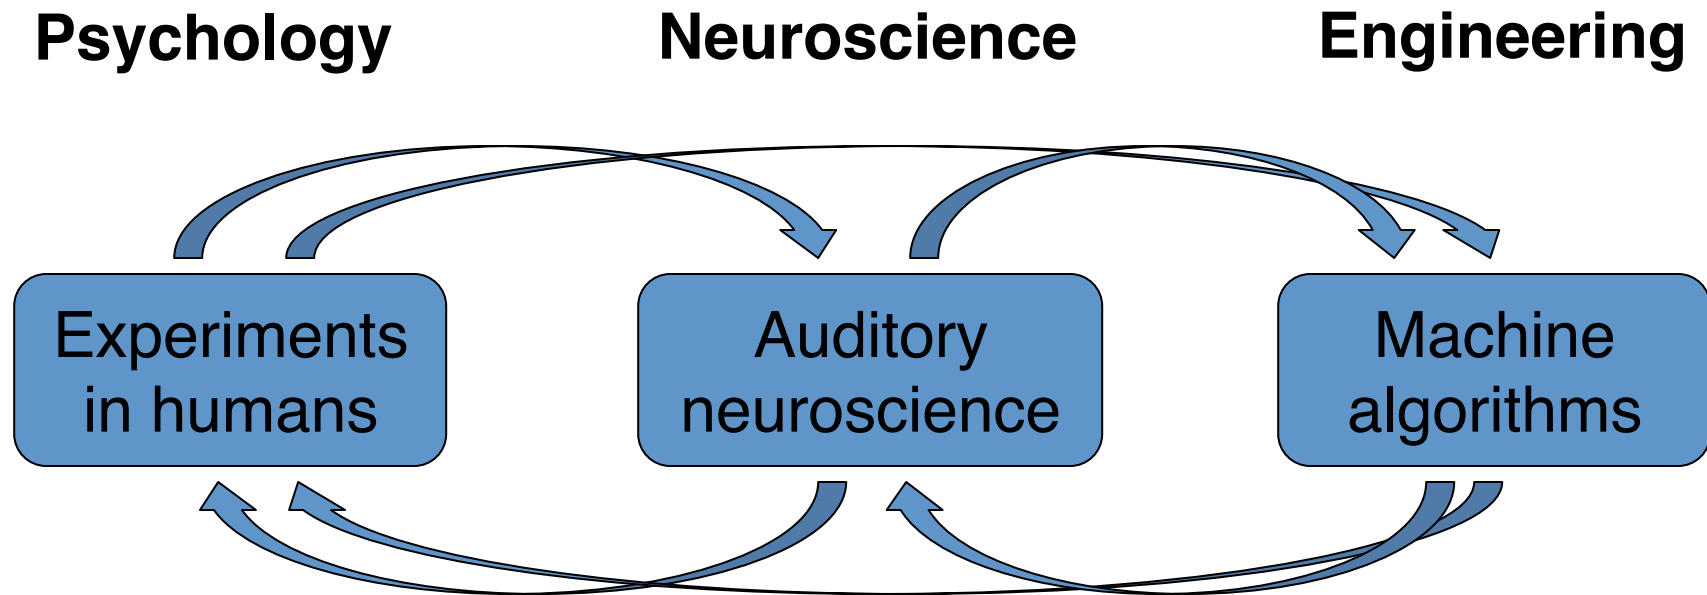 Psychology
Neuroscience
Engineering
Experiments
in humans
Auditory
neuroscience
Machine
algorithms